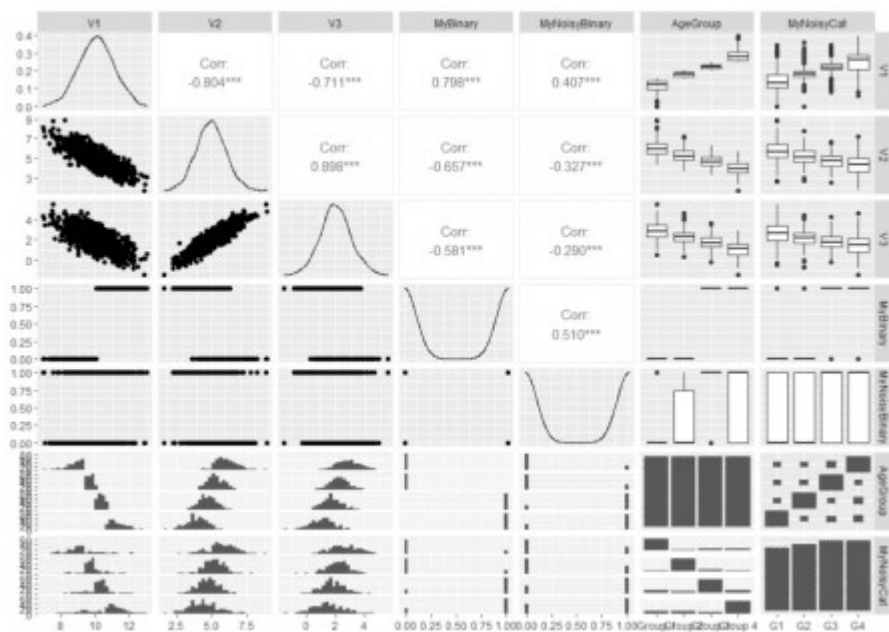 V1 V2 V3 MyBinary MyNoisyBinary AgeGroup MyNoisyCat
0.4
0.3
0.2
0.1
0.0
Corr:
-0.804***
Corr:
-0.711***
Corr:
0.798***
Corr:
0.407***
V1
9
7
5
3
Corr:
0.898***
Corr:
-0.657***
Corr:
-0.327***
V2
4
2
0
Corr:
-0.581***
Corr:
-0.290***
V3
1.00
0.75
0.50
0.25
0.00
Corr:
0.510***
MyBinary
1.00
0.75
0.50
0.25
0.00
MyNoisyBinary
AgeGroup
MyNoisyCat
8 10 12 2.5 5.0 7.5 0 2 4 0.00 0.25 0.50 0.75 1.00 0.00 0.25 0.50 0.75 1.00 G1 G2 G3 G4